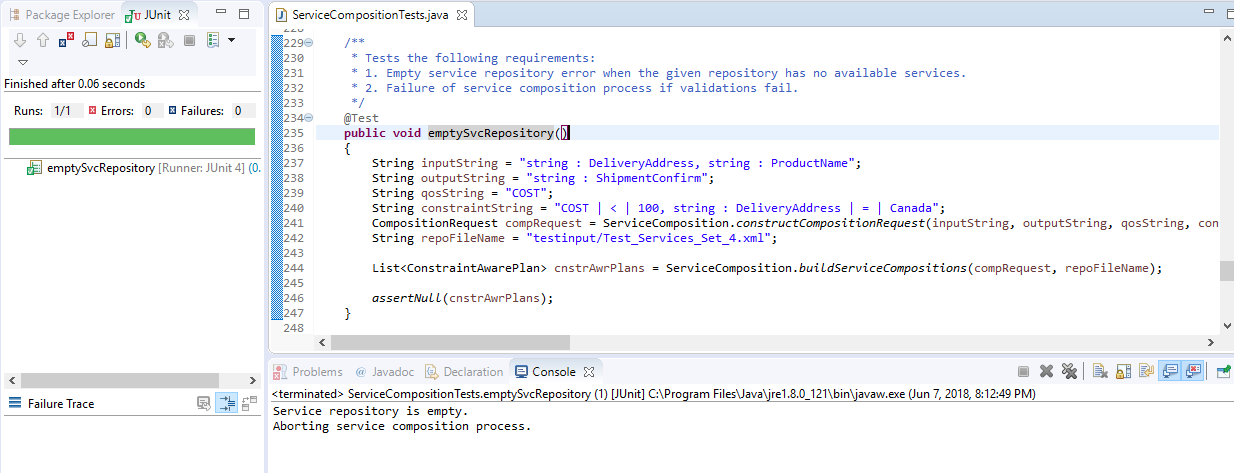 Package Explorer
JUnit
Finished after 0.06 seconds
Runs: 1/1
Errors: 0
Failures: 0
emptySvcRepository [Runner: JUnit 4] (0.
Failure Trace
ServiceCompositionTests.java
229 /**
230 * Tests the following requirements:
231 * 1. Empty service repository error when the given repository has no available services.
232 * 2. Failure of service composition process if validations fail.
233 */
234 @Test
235 public void emptySvcRepository()
236 {
237 String inputString = "string : DeliveryAddress, string : ProductName";
238 String outputString = "string : ShipmentConfirm";
239 String qosString = "COST";
240 String constraintString = "COST | < | 100, string : DeliveryAddress | = | Canada";
241 CompositionRequest compRequest = ServiceComposition.constructCompositionRequest(inputString, outputString, qosString, con
242 String repoFileName = "testinput/Test_Services_Set_4.xml";
243
244 List<ConstraintAwarePlan> cnstrAwrPlans = ServiceComposition.buildServiceCompositions(compRequest, repoFileName);
245
246 assertNull(cnstrAwrPlans);
247 }
248
Problems @ Javadoc Declaration Console
<terminated> ServiceCompositionTests.emptySvcRepository (1) [JUnit] C:\Program Files\Java\jre1.8.0_121\bin\javaw.exe (Jun 7, 2018, 8:12:49 PM)
Service repository is empty.
Aborting service composition process.